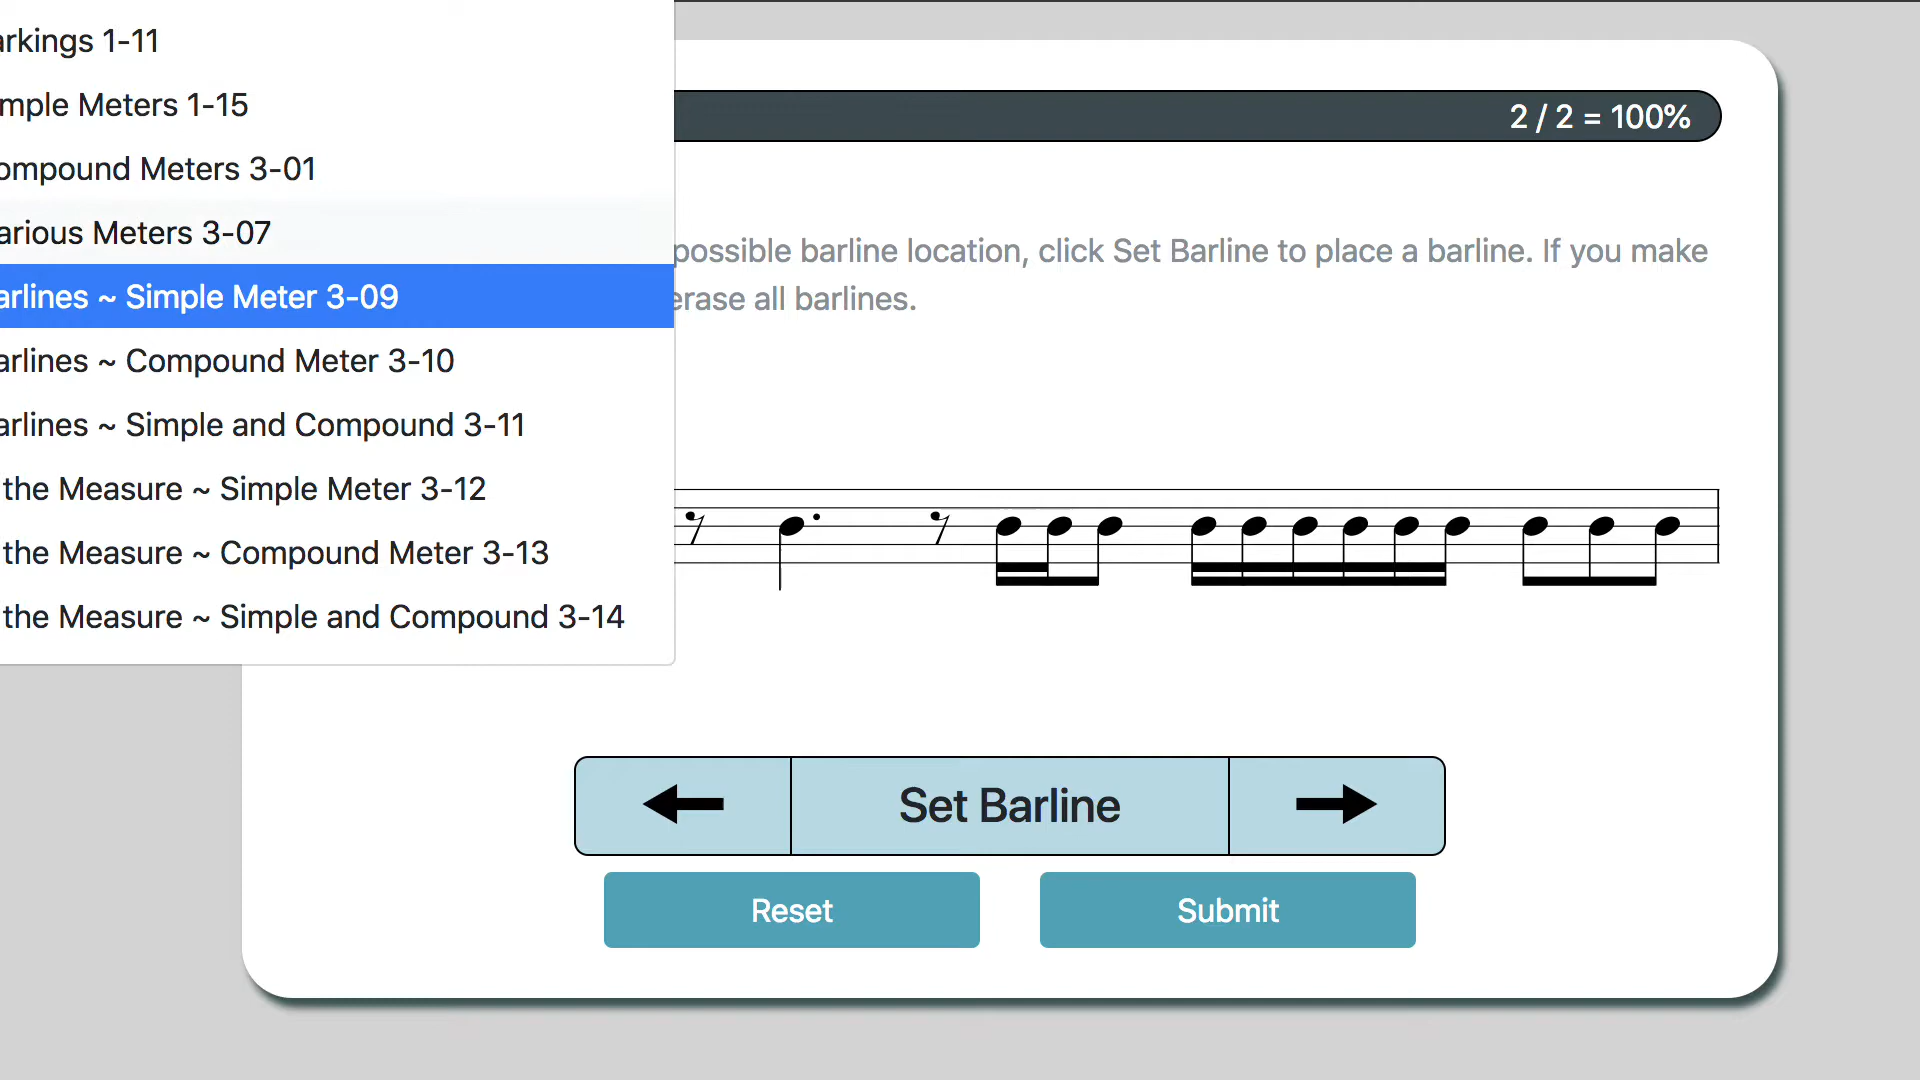 arkings 1-11
mple Meters 1-15
ompound Meters 3-01
arious Meters 3-07
arlines ~ Simple Meter 3-09
arlines ~ Compound Meter 3-10
arlines ~ Simple and Compound 3-11
the Measure ~ Simple Meter 3-12
the Measure ~ Compound Meter 3-13
the Measure ~ Simple and Compound 3-14
2 / 2 = 100%
possible barline location, click Set Barline to place a barline. If you make
erase all barlines.
Set Barline
Reset
Submit